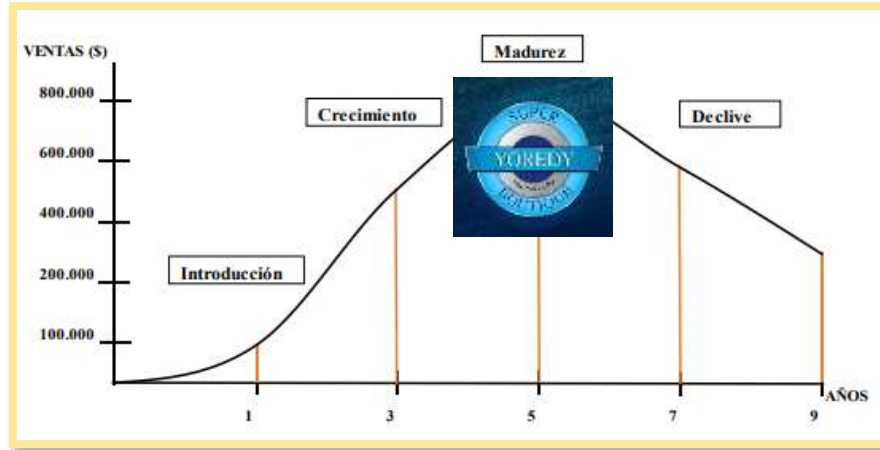 VENTAS ($)
Madurez
800.000
Crecimiento
Declive
SUPER
600.000
YOREDY
BOUTIQUE
400.000
Introducción
200.000
100.000
AÑOS
1
3
5
7
9